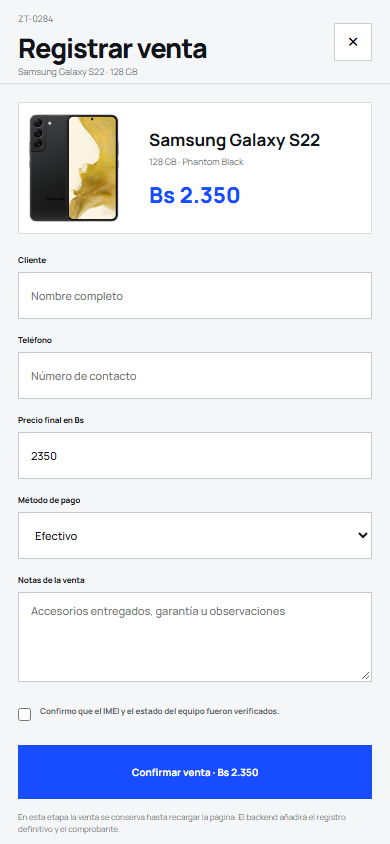 ZT-0284
Registrar venta
Samsung Galaxy S22 · 128 GB
×
Samsung Galaxy S22
128 GB · Phantom Black
Bs 2.350
Cliente
Nombre completo
Teléfono
Número de contacto
Precio final en Bs
2350
Método de pago
Efectivo
Notas de la venta
Accesorios entregados, garantía u observaciones
Confirmo que el IMEI y el estado del equipo fueron verificados.
Confirmar venta · Bs 2.350
En esta etapa la venta se conserva hasta recargar la página. El backend añadirá el registro
definitivo y el comprobante.